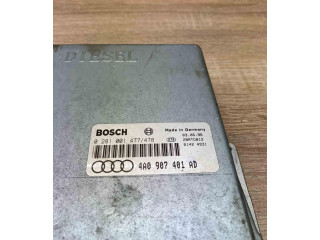 DIESEL
BOSCH
Made in Germany
0 281 001 477/478
4A0 907 401 AD